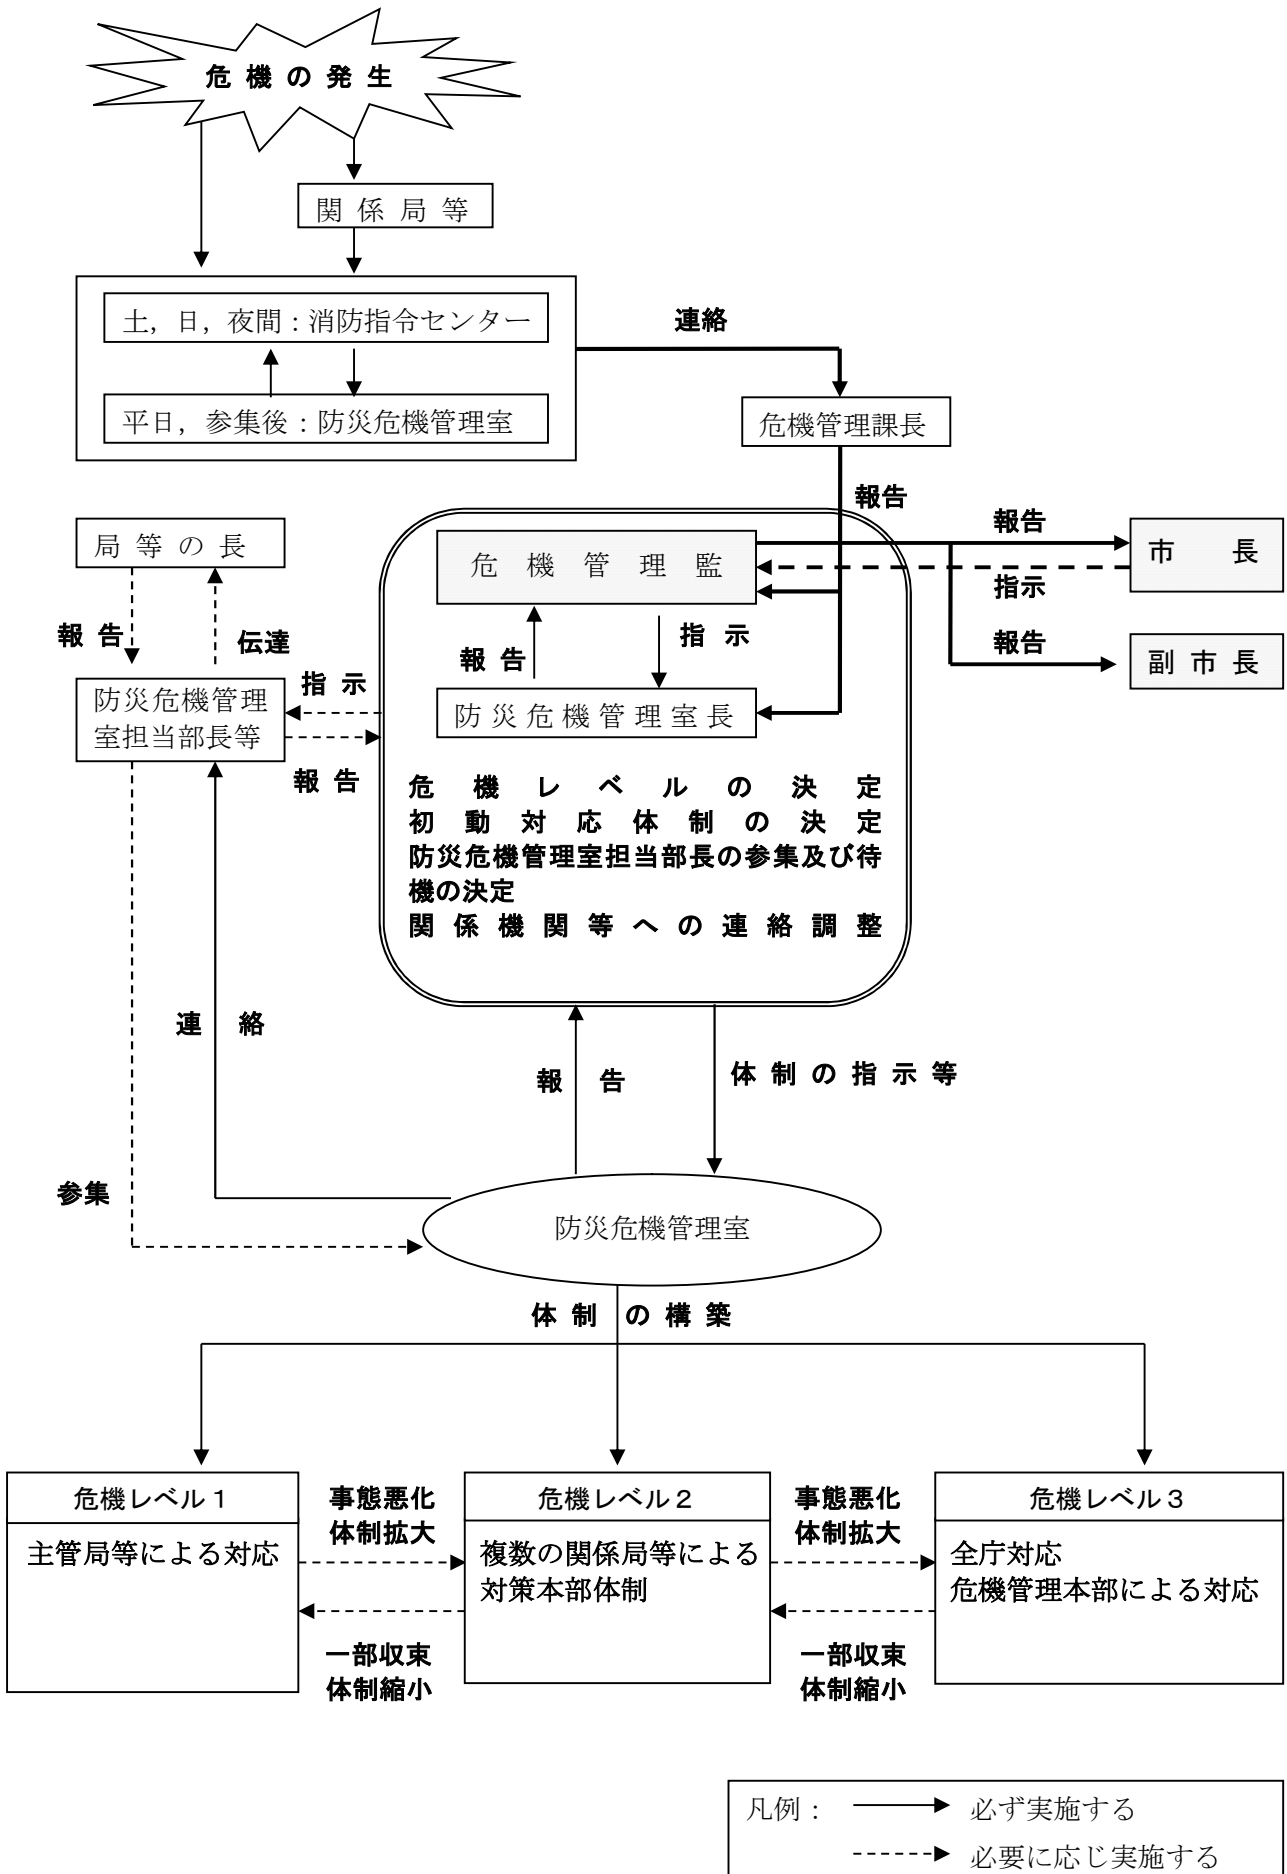 危機の発生
関係局等
土，日，夜間：消防指令センター
平日，参集後：防災危機管理室
連絡
危機管理課長
報告
局等の長
危機管理監
報告
市長
指示
報告
副市長
報告
伝達
報告
指示
防災危機管理室長
防災危機管理
室担当部長等
指示
報告
危機レベルの決定
初動対応体制の決定
防災危機管理室担当部長の参集及び待
機の決定
関係機関等への連絡調整
連絡
報告
体制の指示等
参集
防災危機管理室
体制の構築
危機レベル１
主管局等による対応
事態悪化
体制拡大
一部収束
体制縮小
危機レベル２
複数の関係局等による
対策本部体制
事態悪化
体制拡大
一部収束
体制縮小
危機レベル３
全庁対応
危機管理本部による対応
凡例： 必ず実施する
必要に応じ実施する